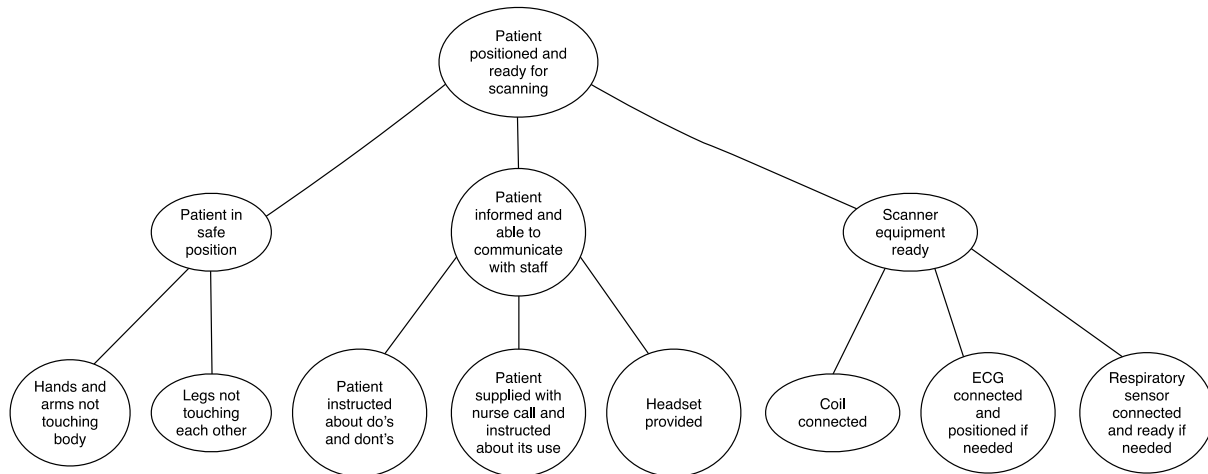 Patient
positioned and
ready for
scanning
Patient in
safe
position
Patient
informed and
able to
communicate
with staff
Scanner
equipment
ready
Hands and
arms not
touching
body
Legs not
touching
each other
Patient
instructed
about do's
and dont's
Patient
supplied with
nurse call and
instructed
about its use
Headset
provided
Coil
connected
ECG
connected
and
positioned if
needed
Respiratory
sensor
connected
and ready if
needed